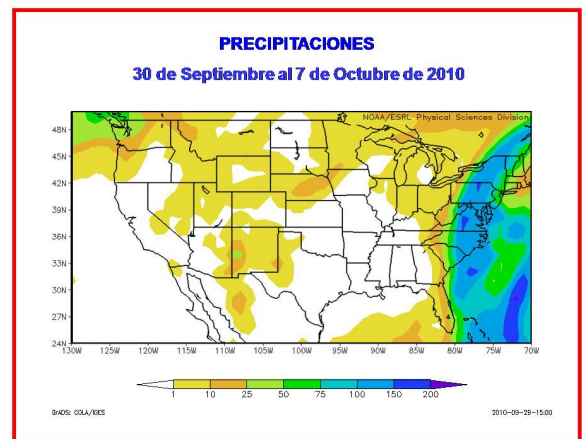 PRECIPITACIONES
30 de Septiembre al 7 de Octubre de 2010
NOAA/ESRL Physical Sciences Division
48N
45N
42N
39N
36N
33N
30N
27N
24N
130W 125W 120W 115W 110W 105W 100W 95W 90W 85W 80W 75W 70W
1 10 25 50 75 100 150 200
GrADS: COLA/IGES 2010-09-29-15:00